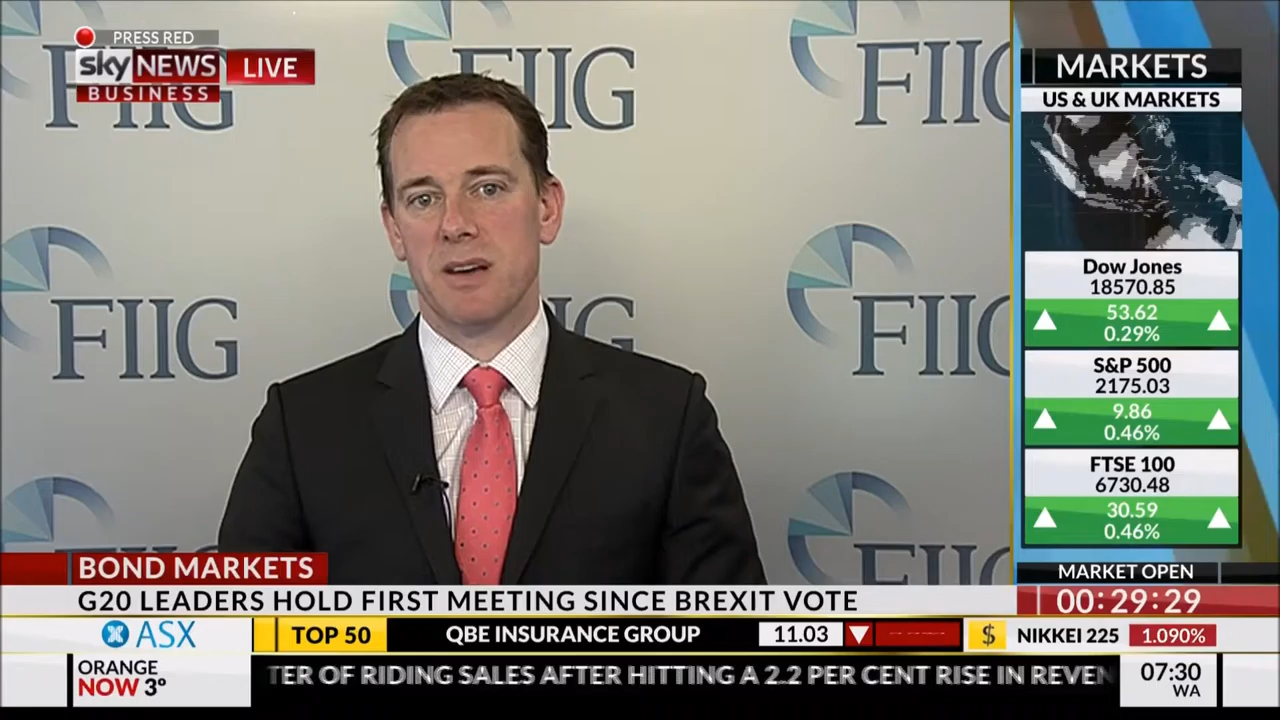 PRESS RED
sky NEWS
BUSINESS
LIVE
FIIG
FIIG
FIIG
FIIG
FIIG
FIIG
MARKETS
US & UK MARKETS
Dow Jones
18570.85
53.62
0.29%
S&P 500
2175.03
9.86
0.46%
FTSE 100
6730.48
30.59
0.46%
MARKET OPEN
00:29:29
BOND MARKETS
G20 LEADERS HOLD FIRST MEETING SINCE BREXIT VOTE
ASX
TOP 50
QBE INSURANCE GROUP
11.03
$
NIKKEI 225
1.090%
ORANGE
NOW 3°
TER OF RIDING SALES AFTER HITTING A 2.2 PER CENT RISE IN REVEN
07:30
WA